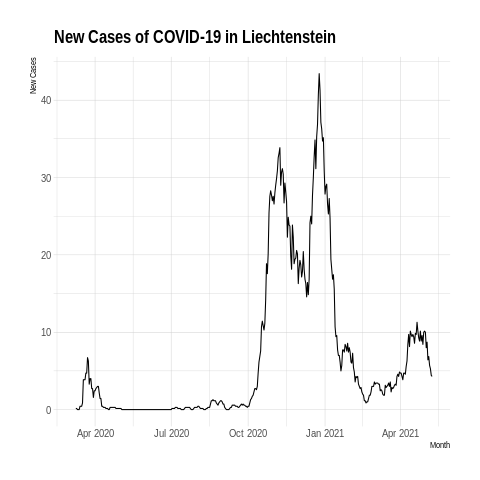 New Cases of COVID-19 in Liechtenstein
New Cases
40
30
20
10
0
Apr 2020 Jul 2020 Oct 2020 Jan 2021 Apr 2021
Month